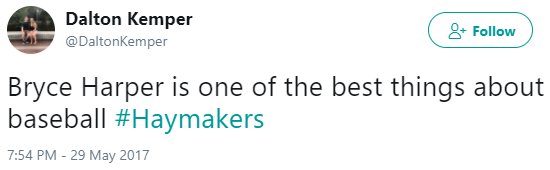 Dalton Kemper
@DaltonKemper
Follow
Bryce Harper is one of the best things about
baseball #Haymakers
7:54 PM - 29 May 2017